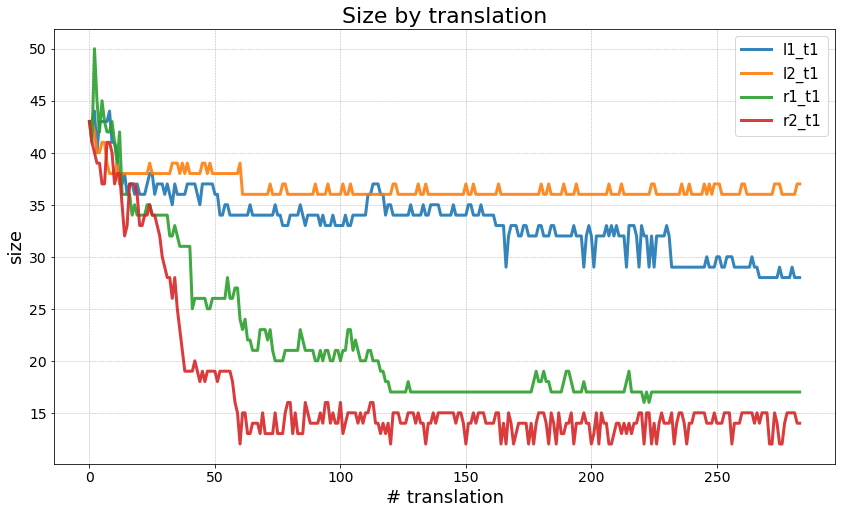 Size by translation
50
45
40
35
30
25
20
15
size
0 50 100 150 200 250
# translation
l1_t1
l2_t1
r1_t1
r2_t1